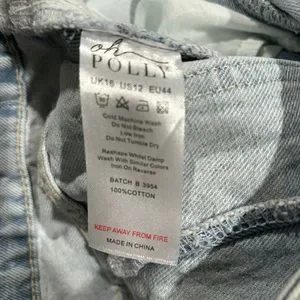 oh
POLLY
UK16 US12 EU44
Cold Machine Wash
Do Not Bleach
Low Iron
Do Not Tumble Dry
Reshape Whilst Damp
Wash With Similar Colors
Iron On Reverse
BATCH B 3954
100%COTTON
KEEP AWAY FROM FIRE
MADE IN CHINA